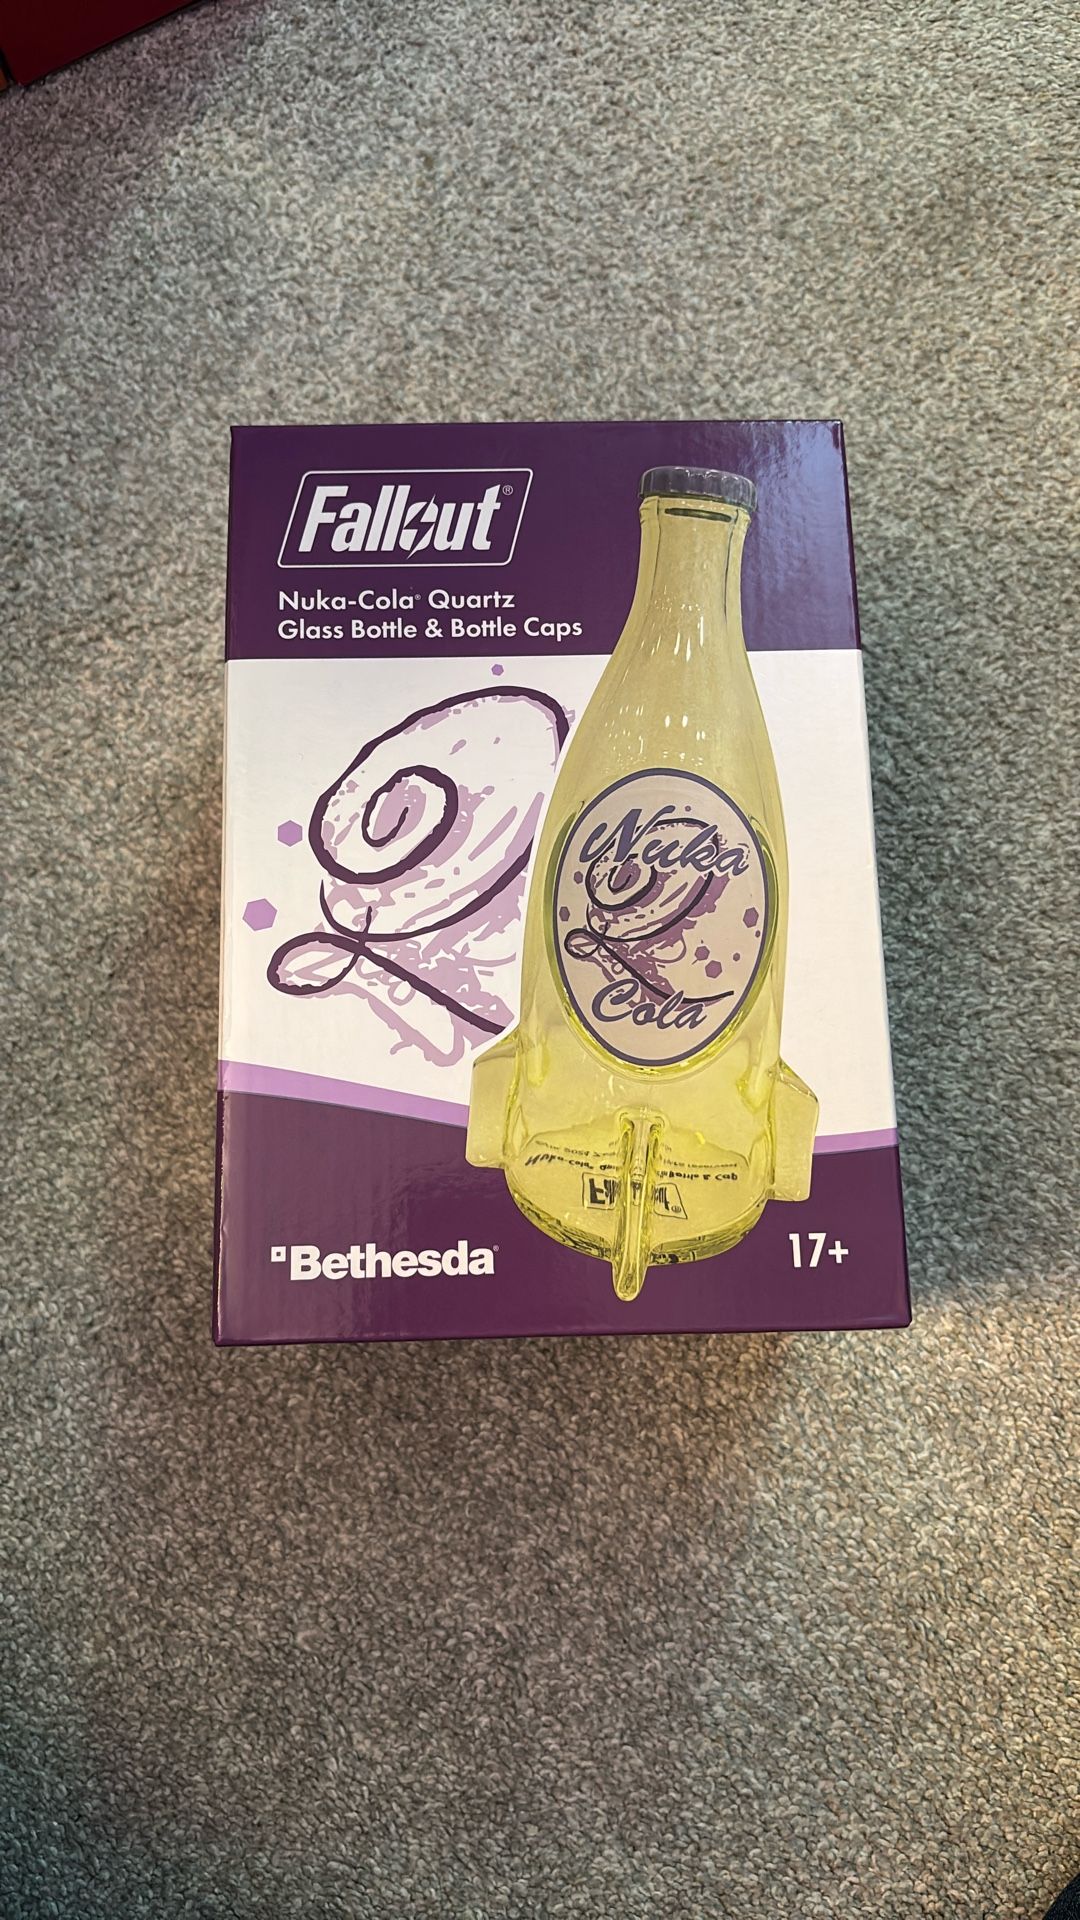 Fallout®
Nuka-Cola® Quartz
Glass Bottle & Bottle Caps
Nuka
Cola
Bethesda®
17+